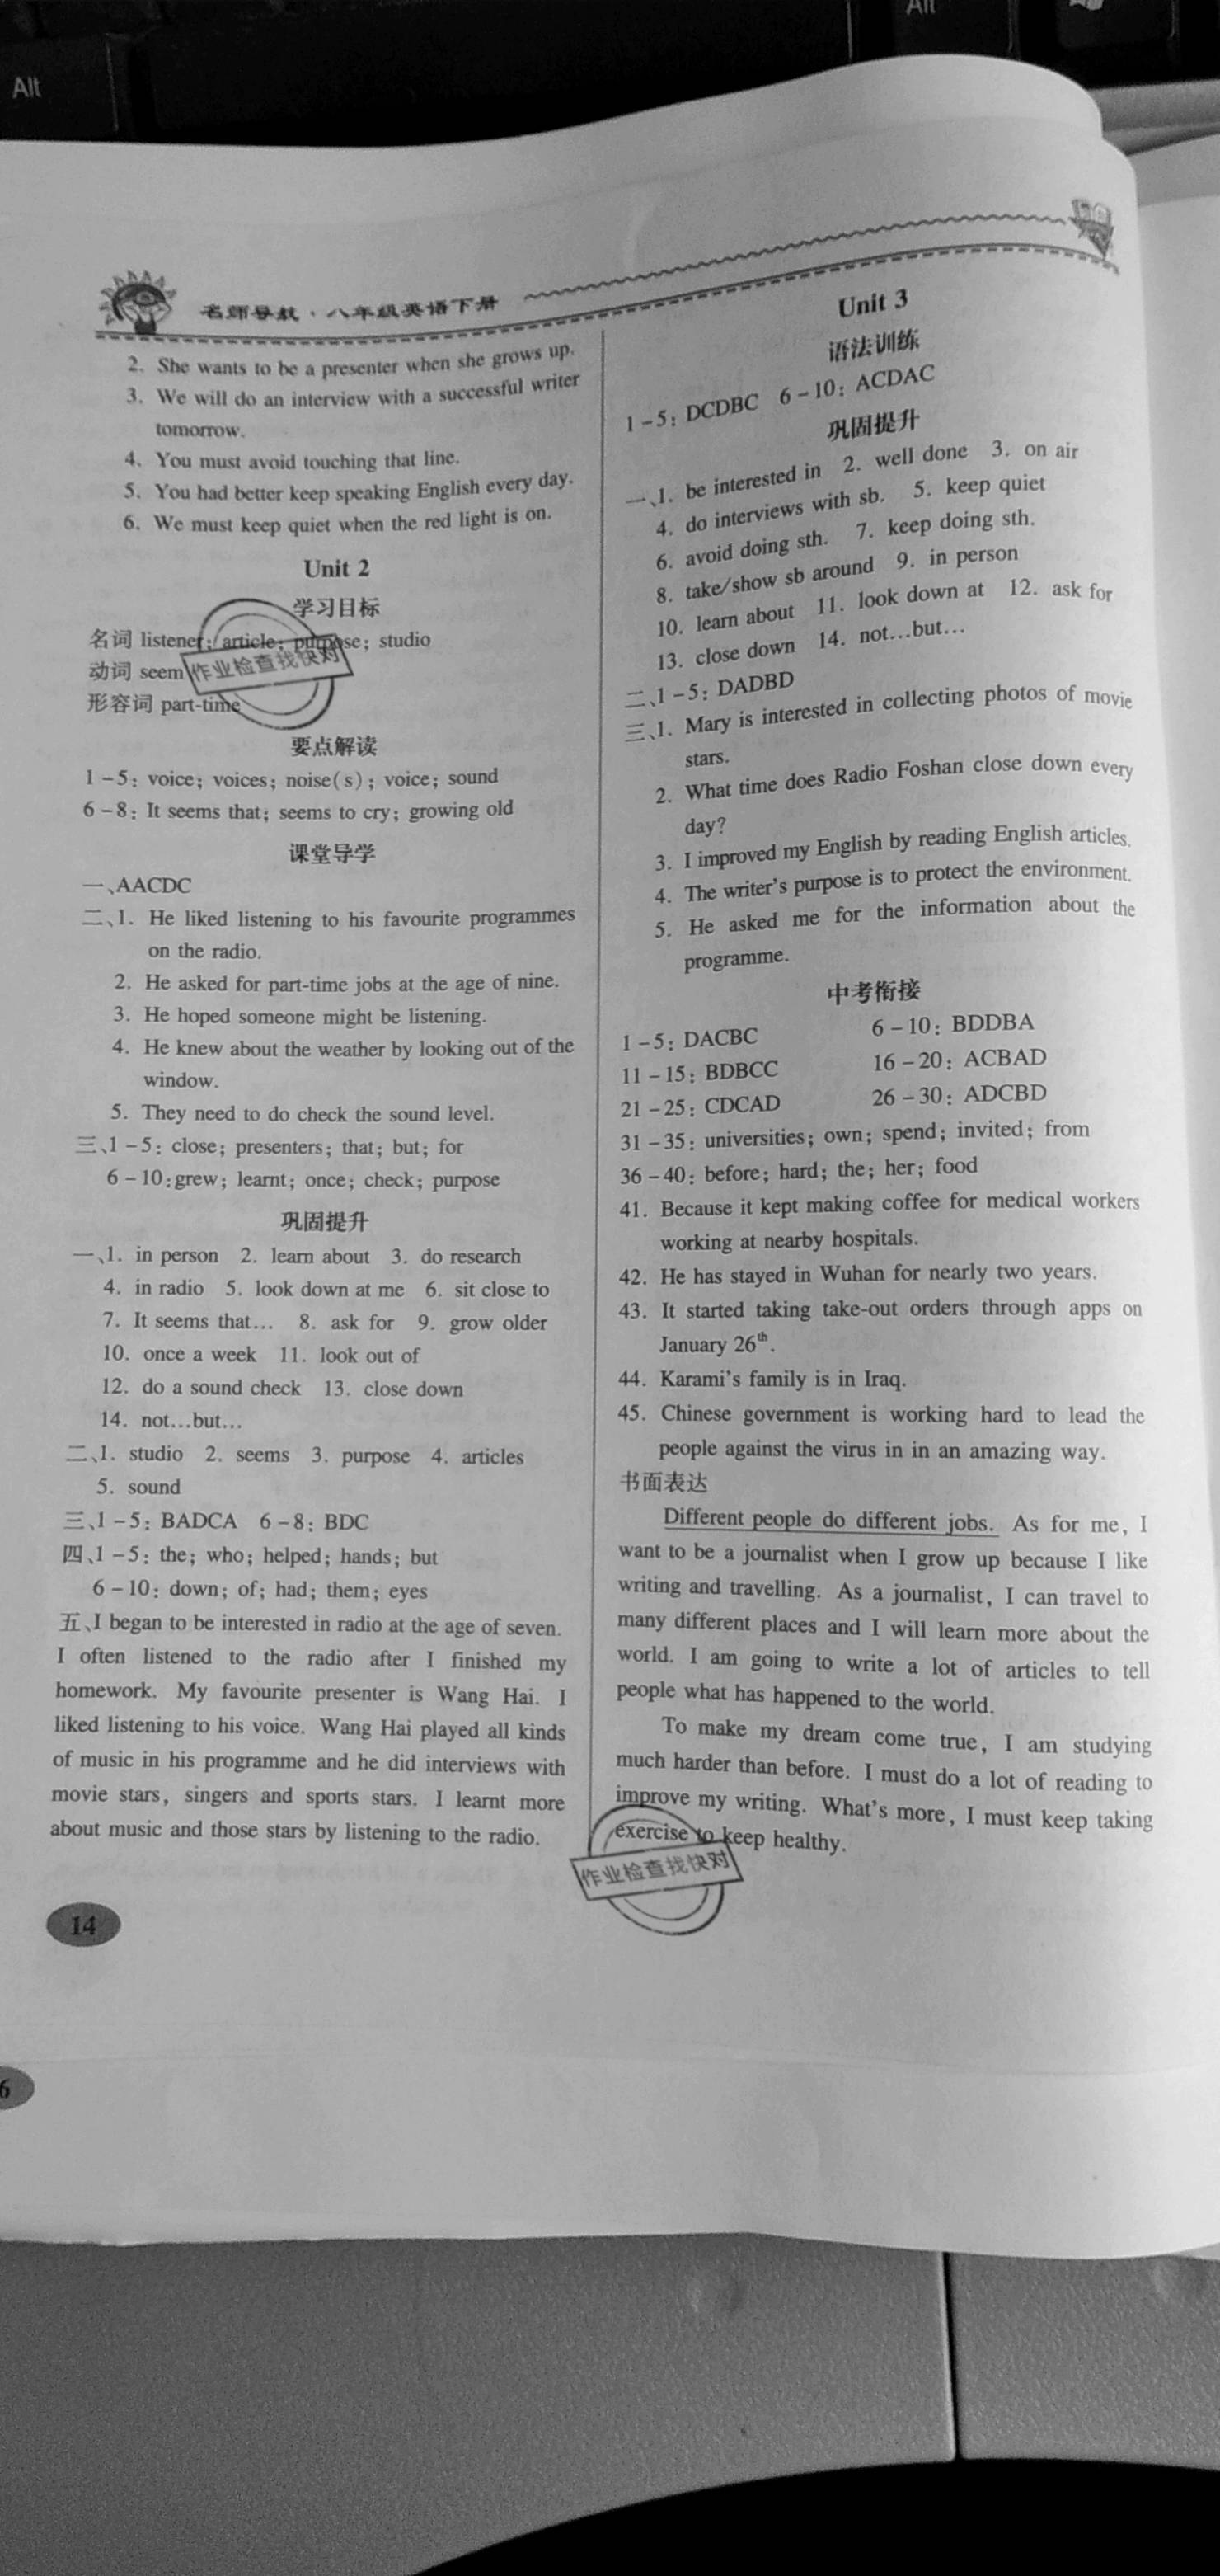 Alt
Alt
名师导航·八年级英语下册
2. She wants to be a presenter when she grows up.
3. We will do an interview with a successful writer
tomorrow.
4. You must avoid touching that line.
5. You had better keep speaking English every day.
6. We must keep quiet when the red light is on.
Unit 2
学习目标
名词 listener; article; purpose; studio
动词 seem
形容词 part-time
作业检查找快对
要点解读
1-5: voice; voices; noise(s); voice; sound
6-8: It seems that; seems to cry; growing old
课堂导学
一、AACDC
二、1. He liked listening to his favourite programmes
on the radio.
2. He asked for part-time jobs at the age of nine.
3. He hoped someone might be listening.
4. He knew about the weather by looking out of the
window.
5. They need to do check the sound level.
三、1-5: close; presenters; that; but; for
6-10:grew; learnt; once; check; purpose
巩固提升
一、1. in person 2. learn about 3. do research
4. in radio 5. look down at me 6. sit close to
7. It seems that… 8. ask for 9. grow older
10. once a week 11. look out of
12. do a sound check 13. close down
14. not…but…
二、1. studio 2. seems 3. purpose 4. articles
5. sound
三、1-5: BADCA 6-8: BDC
四、1-5: the; who; helped; hands; but
6-10: down; of; had; them; eyes
五、I began to be interested in radio at the age of seven.
I often listened to the radio after I finished my
homework. My favourite presenter is Wang Hai. I
liked listening to his voice. Wang Hai played all kinds
of music in his programme and he did interviews with
movie stars, singers and sports stars. I learnt more
about music and those stars by listening to the radio.
14
6
Unit 3
语法训练
1-5: DCDBC 6-10: ACDAC
巩固提升
一、1. be interested in 2. well done 3. on air
4. do interviews with sb. 5. keep quiet
6. avoid doing sth. 7. keep doing sth.
8. take/show sb around 9. in person
10. learn about 11. look down at 12. ask for
13. close down 14. not…but…
二、1-5: DADBD
三、1. Mary is interested in collecting photos of movie
stars.
2. What time does Radio Foshan close down every
day?
3. I improved my English by reading English articles.
4. The writer's purpose is to protect the environment.
5. He asked me for the information about the
programme.
中考衔接
1-5: DACBC 6-10: BDDBA
11-15: BDBCC 16-20: ACBAD
21-25: CDCAD 26-30: ADCBD
31-35: universities; own; spend; invited; from
36-40: before; hard; the; her; food
41. Because it kept making coffee for medical workers
working at nearby hospitals.
42. He has stayed in Wuhan for nearly two years.
43. It started taking take-out orders through apps on
January 26th.
44. Karami's family is in Iraq.
45. Chinese government is working hard to lead the
people against the virus in in an amazing way.
书面表达
Different people do different jobs. As for me, I
want to be a journalist when I grow up because I like
writing and travelling. As a journalist, I can travel to
many different places and I will learn more about the
world. I am going to write a lot of articles to tell
people what has happened to the world.
To make my dream come true, I am studying
much harder than before. I must do a lot of reading to
improve my writing. What's more, I must keep taking
exercise to keep healthy.
作业检查找快对